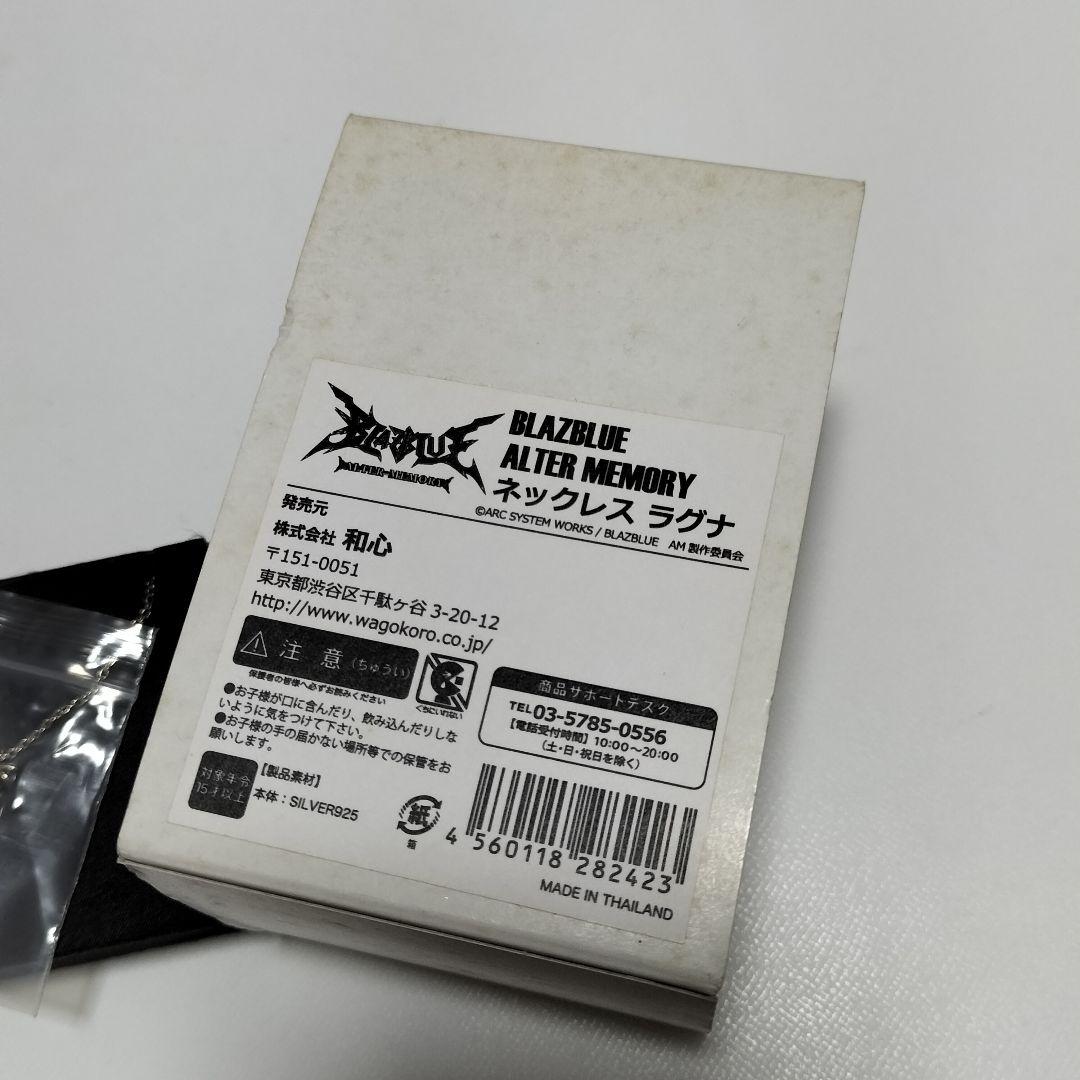 BLAZBLUE
ALTER MEMORY
BLAZBLUE
ALTER MEMORY
ネックレス ラグナ
©ARC SYSTEM WORKS / BLAZBLUE AM 製作委員会
発売元
株式会社 和心
〒151-0051
東京都渋谷区千駄ヶ谷 3-20-12
http://www.wagokoro.co.jp/
⚠ 注 意 (ちゅうい)
保護者の皆様へ必ずお読みください
くちにいれない
●お子様が口に含んだり、飲み込んだりしな
いように気をつけて下さい。
●お子様の手の届かない場所等での保管をお
願いします。
商品サポートデスク
TEL 03-5785-0556
【電話受付時間】10:00～20:00
(土・日・祝日を除く)
対象年令
15才以上
【製品素材】
本体：SILVER925
紙
箱
4 560118 282423
MADE IN THAILAND